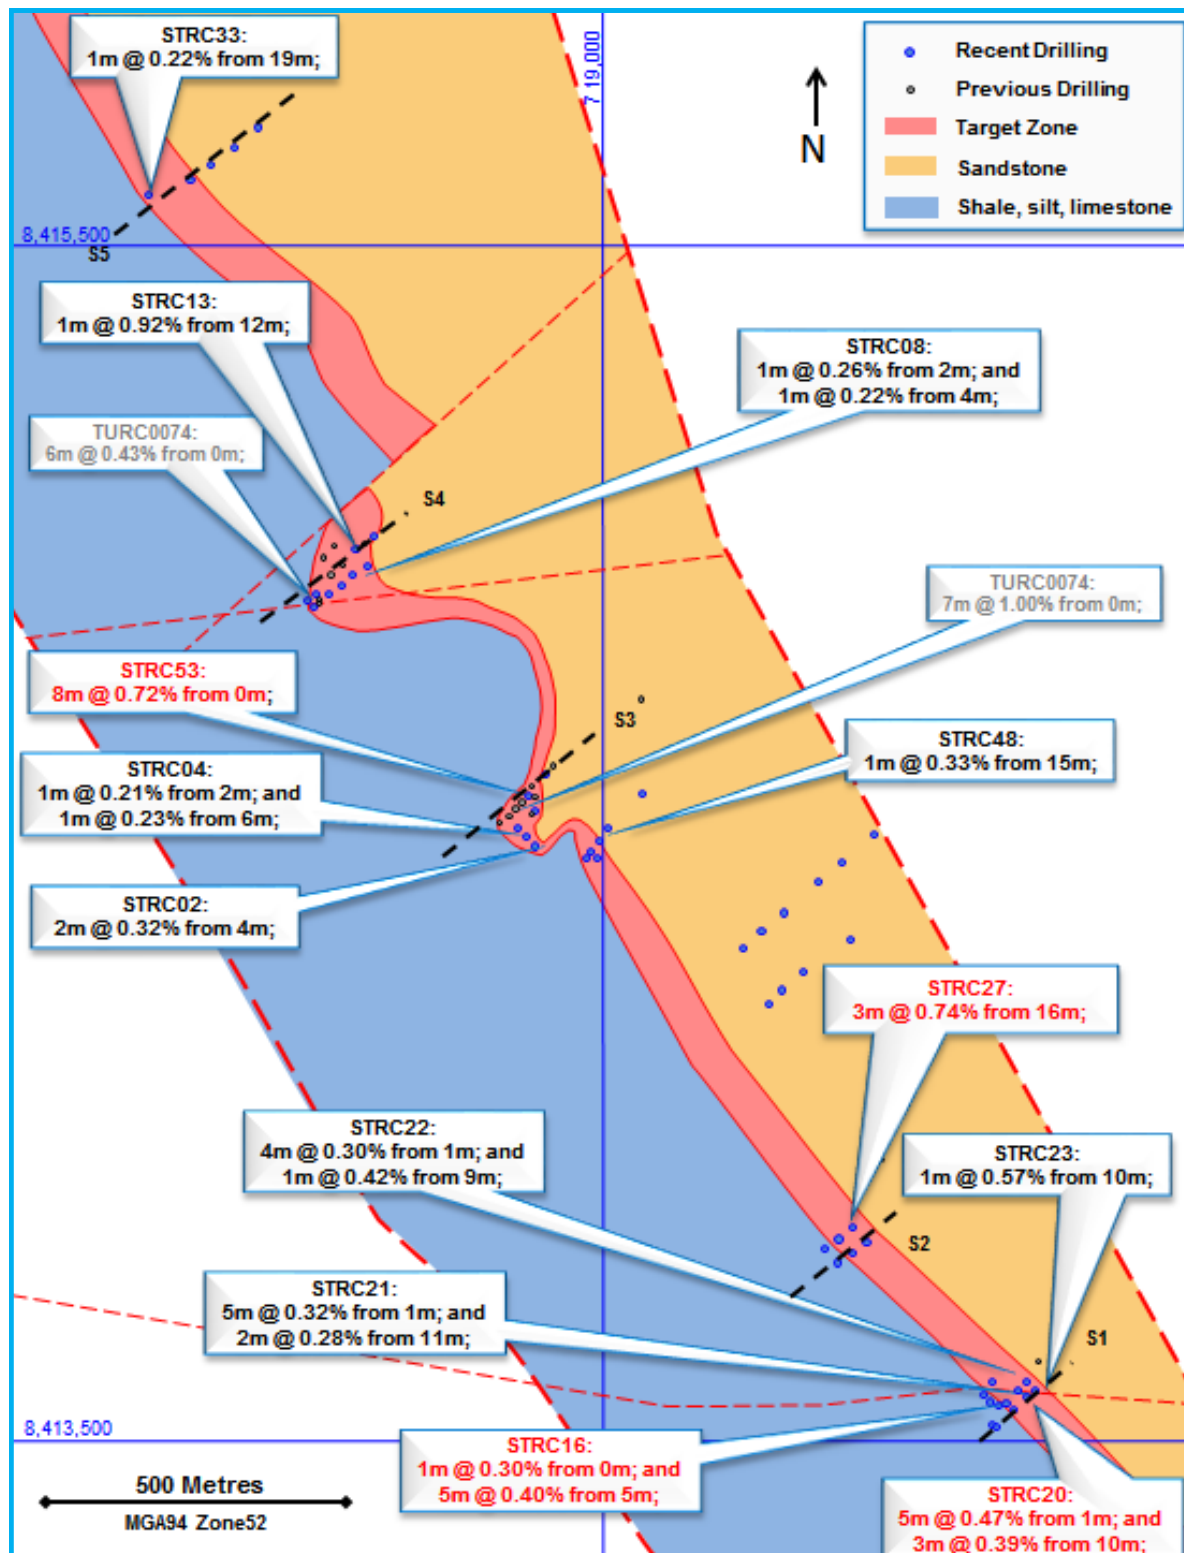 STRC33:
1m @ 0.22% from 19m;
719,000
Recent Drilling
Previous Drilling
Target Zone
Sandstone
Shale, silt, limestone
N
8,415,500
S5
STRC13:
1m @ 0.92% from 12m;
STRC08:
1m @ 0.26% from 2m; and
1m @ 0.22% from 4m;
TURC0074:
6m @ 0.43% from 0m;
S4
TURC0074:
7m @ 1.00% from 0m;
STRC53:
8m @ 0.72% from 0m;
S3
STRC48:
1m @ 0.33% from 15m;
STRC04:
1m @ 0.21% from 2m; and
1m @ 0.23% from 6m;
STRC02:
2m @ 0.32% from 4m;
STRC27:
3m @ 0.74% from 16m;
STRC22:
4m @ 0.30% from 1m; and
1m @ 0.42% from 9m;
STRC23:
1m @ 0.57% from 10m;
S2
STRC21:
5m @ 0.32% from 1m; and
2m @ 0.28% from 11m;
S1
8,413,500
STRC16:
1m @ 0.30% from 0m; and
5m @ 0.40% from 5m;
500 Metres
MGA94 Zone52
STRC20:
5m @ 0.47% from 1m; and
3m @ 0.39% from 10m;